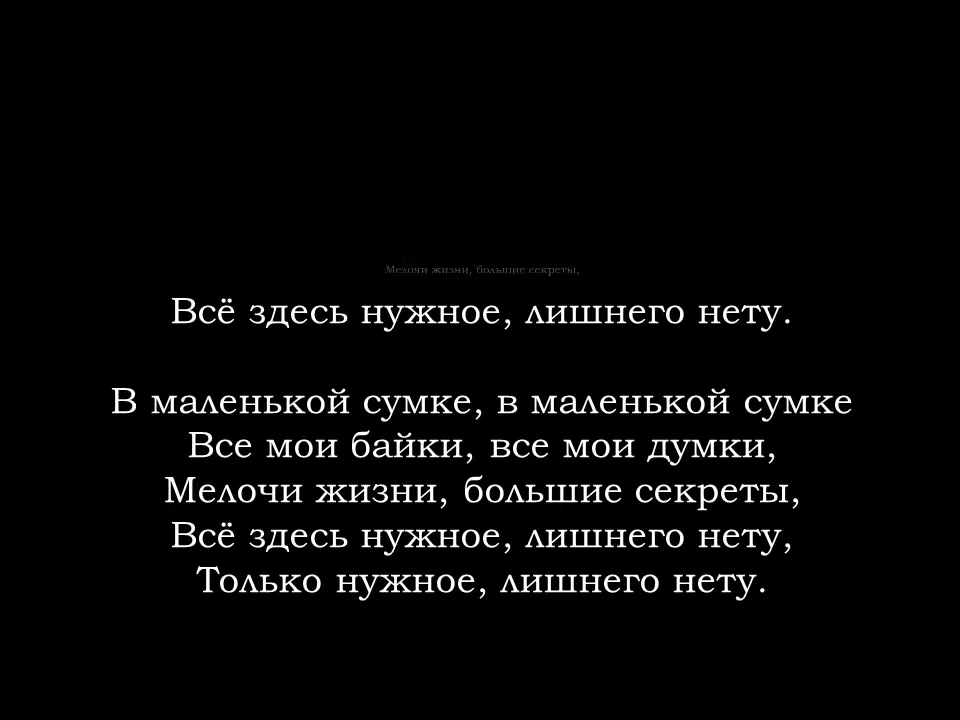 Мелочи жизни, большие секреты,
Всё здесь нужное, лишнего нету.
В маленькой сумке, в маленькой сумке
Все мои байки, все мои думки,
Мелочи жизни, большие секреты,
Всё здесь нужное, лишнего нету,
Только нужное, лишнего нету.